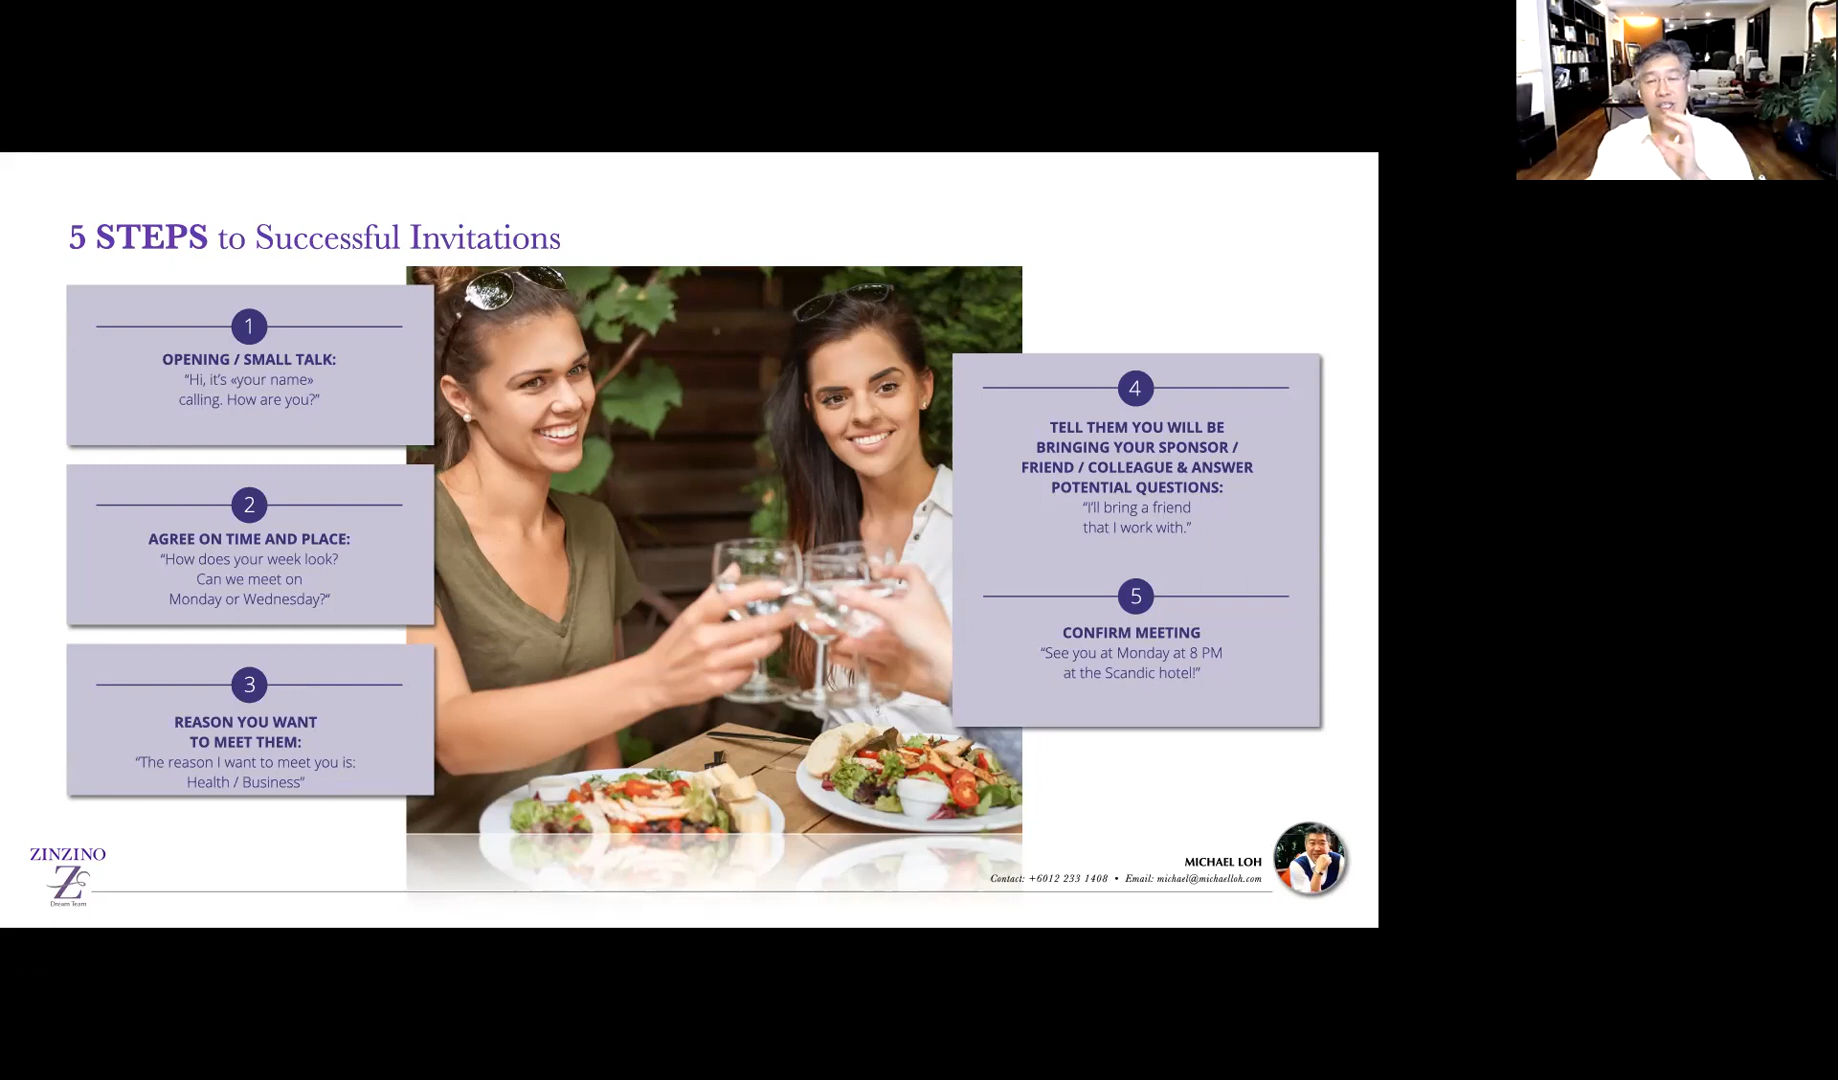 5 STEPS to Successful Invitations
1
OPENING / SMALL TALK:
“Hi, it’s «your name»
calling. How are you?”
2
AGREE ON TIME AND PLACE:
“How does your week look?
Can we meet on
Monday or Wednesday?“
3
REASON YOU WANT
TO MEET THEM:
“The reason I want to meet you is:
Health / Business”
4
TELL THEM YOU WILL BE
BRINGING YOUR SPONSOR /
FRIEND / COLLEAGUE & ANSWER
POTENTIAL QUESTIONS:
“I’ll bring a friend
that I work with.”
5
CONFIRM MEETING
“See you at Monday at 8 PM
at the Scandic hotel!”
ZINZINO
Z
Dream Team
MICHAEL LOH
Contact: +6012 233 1408 • Email: michael@michaelloh.com